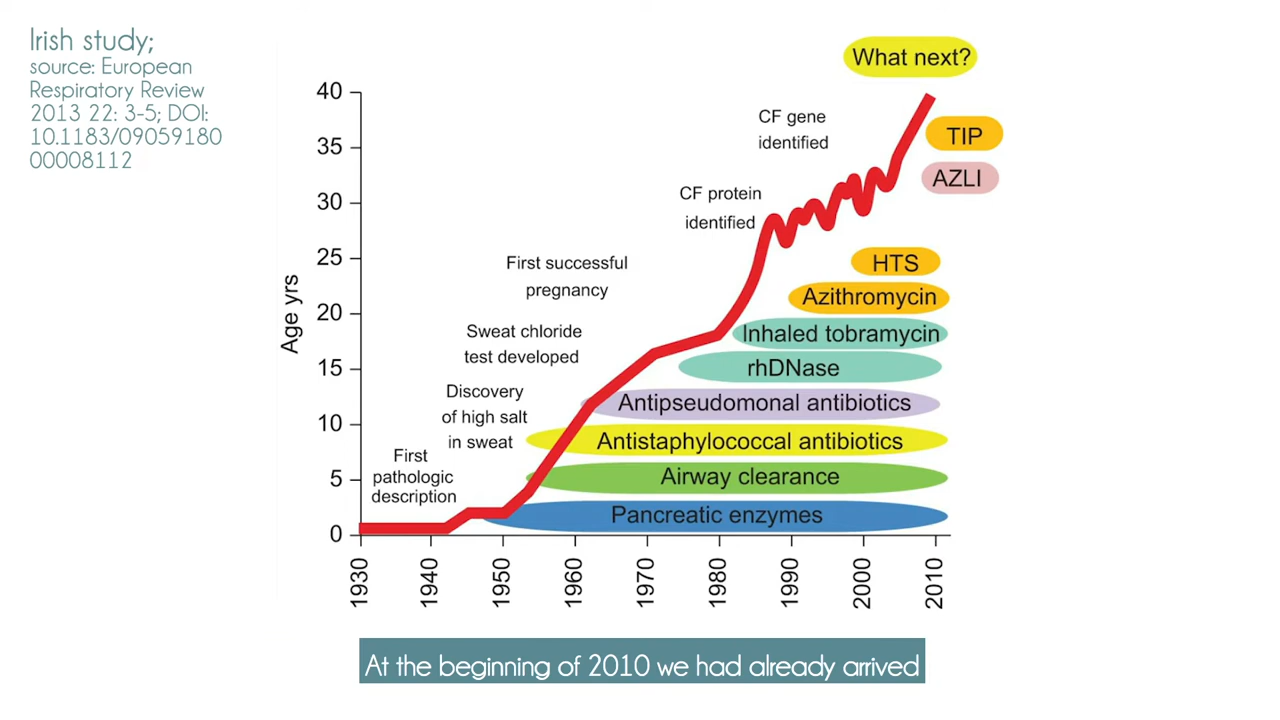 Irish study;
source: European
Respiratory Review
2013 22: 3-5; DOI:
10.1183/09059180
00008112
What next?
40
CF gene
identified
TIP
35
AZLI
CF protein
identified
30
First successful
pregnancy
25
HTS
Azithromycin
Age yrs
20
Sweat chloride
test developed
Inhaled tobramycin
15
rhDNase
Discovery
of high salt
in sweat
Antipseudomonal antibiotics
10
Antistaphylococcal antibiotics
First
pathologic
description
5
Airway clearance
Pancreatic enzymes
0
1930
1940
1950
1960
1970
1980
1990
2000
2010
At the beginning of 2010 we had already arrived